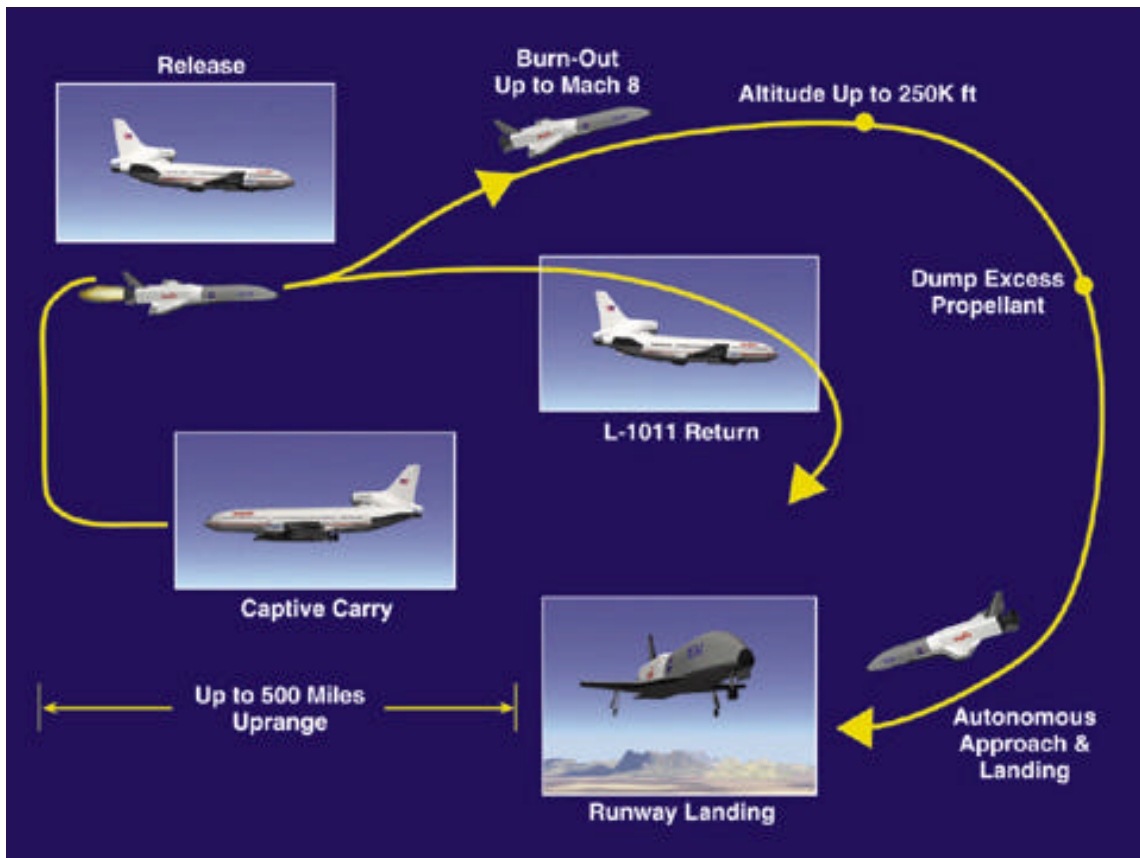 Release
Burn-Out
Up to Mach 8
Altitude Up to 250K ft
Dump Excess
Propellant
L-1011 Return
Captive Carry
Up to 500 Miles
Uprange
Autonomous
Approach &
Landing
Runway Landing